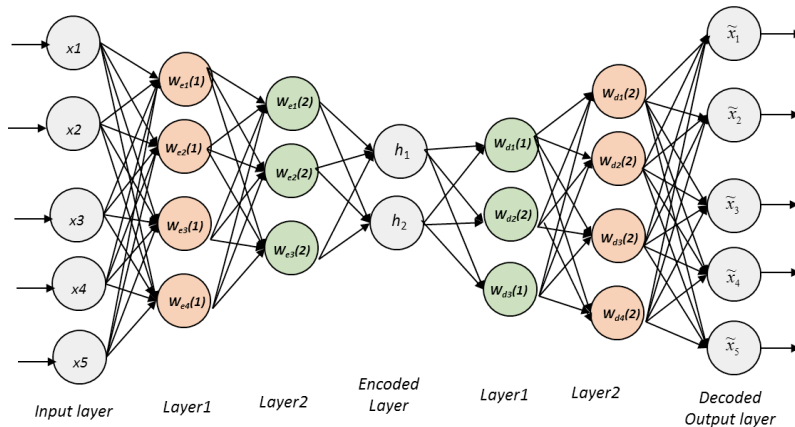 x1
x2
x3
x4
x5
We1(1)
We2(1)
We3(1)
We4(1)
We1(2)
We2(2)
We3(2)
h1
h2
Wd1(1)
Wd2(2)
Wd3(1)
Wd1(2)
Wd2(2)
Wd3(2)
Wd4(2)
x̃1
x̃2
x̃3
x̃4
x̃5
Input layer
Layer1
Layer2
Encoded
Layer
Layer1
Layer2
Decoded
Output layer